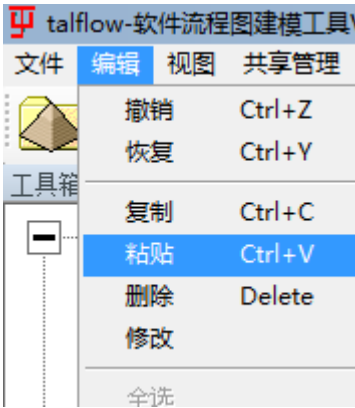 talflow-软件流程图建模工具
文件 编辑 视图 共享管理
撤销 Ctrl+Z
恢复 Ctrl+Y
工具箱
复制 Ctrl+C
粘贴 Ctrl+V
删除 Delete
修改
全选